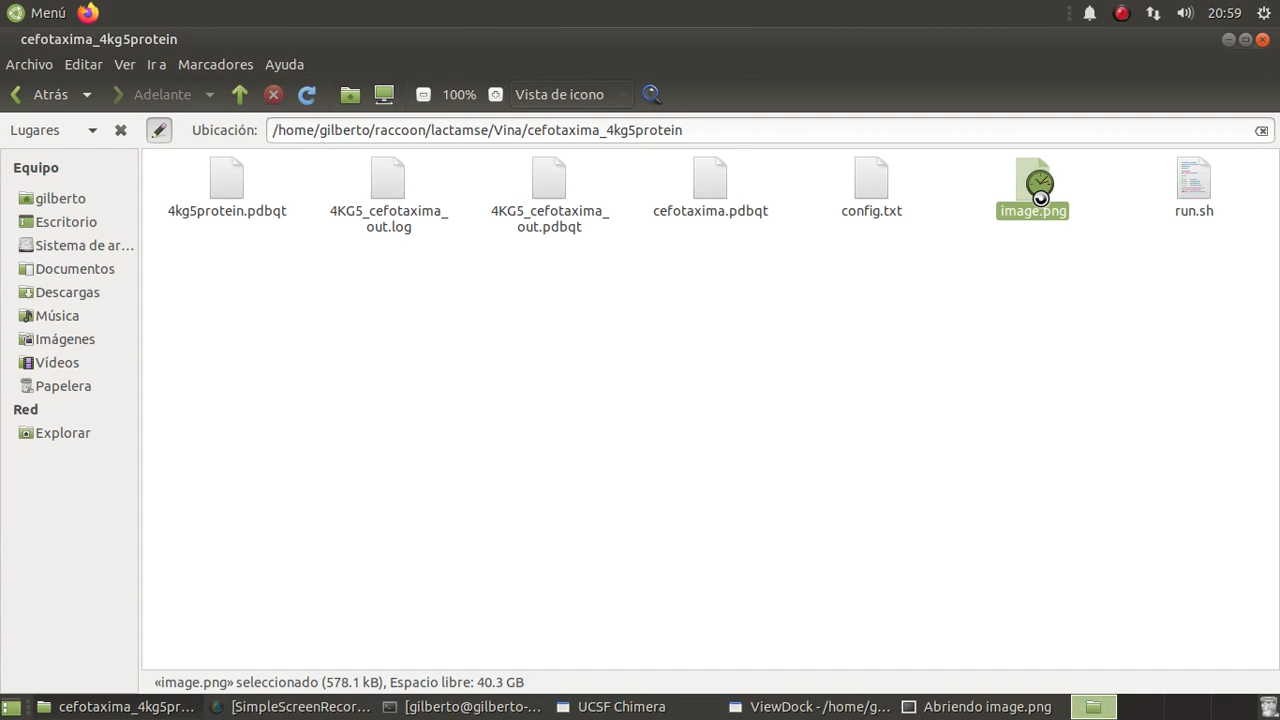 Menú
20:59
cefotaxima_4kg5protein
Archivo Editar Ver Ir a Marcadores Ayuda
Atrás Adelante 100% Vista de icono
Lugares Ubicación: /home/gilberto/raccoon/lactamse/Vina/cefotaxima_4kg5protein
Equipo
gilberto
Escritorio
Sistema de ar...
Documentos
Descargas
Música
Imágenes
Vídeos
Papelera
Red
Explorar
4kg5protein.pdbqt
4KG5_cefotaxima_
out.log
4KG5_cefotaxima_
out.pdbqt
cefotaxima.pdbqt
config.txt
image.png
run.sh
«image.png» seleccionado (578.1 kB), Espacio libre: 40.3 GB
cefotaxima_4kg5pr... [SimpleScreenRecor... [gilberto@gilberto-... UCSF Chimera ViewDock - /home/g... Abriendo image.png